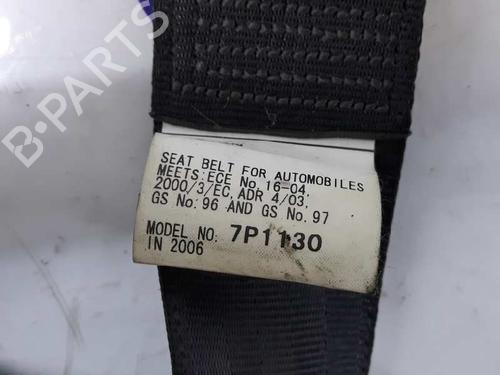 B-PARTS
SEAT BELT FOR AUTOMOBILES
MEETS:ECE No.16-04,
2000/3/EC, ADR 4/03;
GS No:96 AND GS No.97
MODEL NO: 7P1130
IN 2006